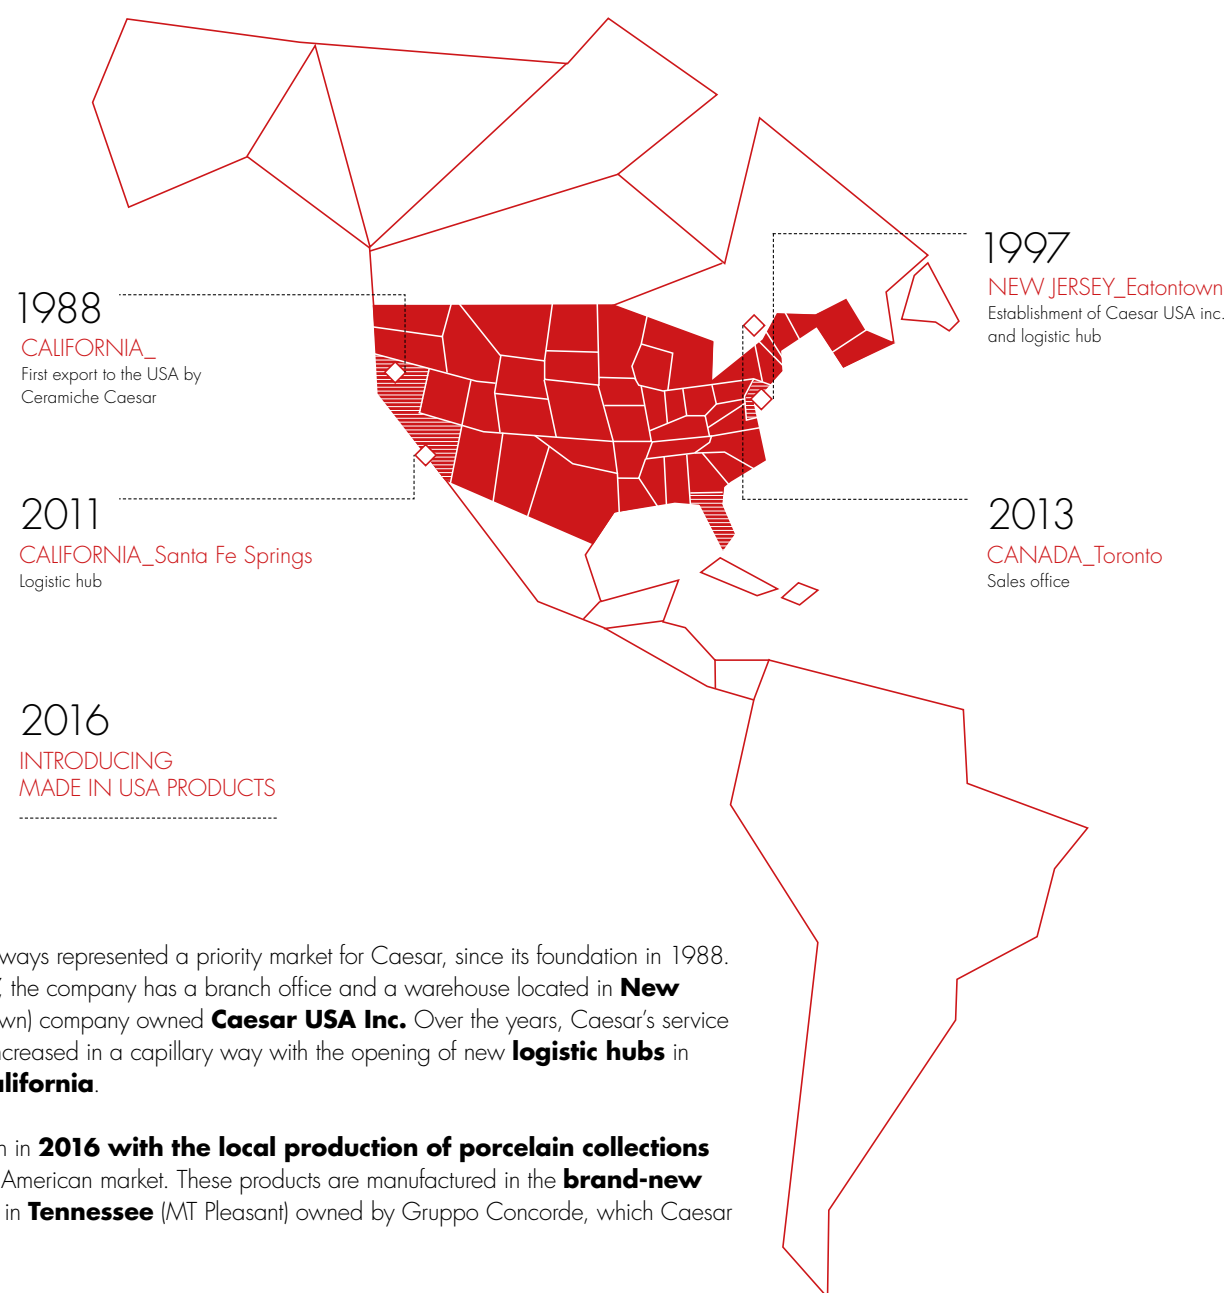 1988
CALIFORNIA_
First export to the USA by
Ceramiche Caesar
1997
NEW JERSEY_Eatontown
Establishment of Caesar USA inc.
and logistic hub
2011
CALIFORNIA_Santa Fe Springs
Logistic hub
2013
CANADA_Toronto
Sales office
2016
INTRODUCING
MADE IN USA PRODUCTS
represented a priority market for Caesar, since its foundation in 1988.
the company has a branch office and a warehouse located in New
company owned Caesar USA Inc. Over the years, Caesar's service
in a capillary way with the opening of new logistic hubs in
in 2016 with the local production of porcelain collections
American market. These products are manufactured in the brand-new
in Tennessee (MT Pleasant) owned by Gruppo Concorde, which Caesar